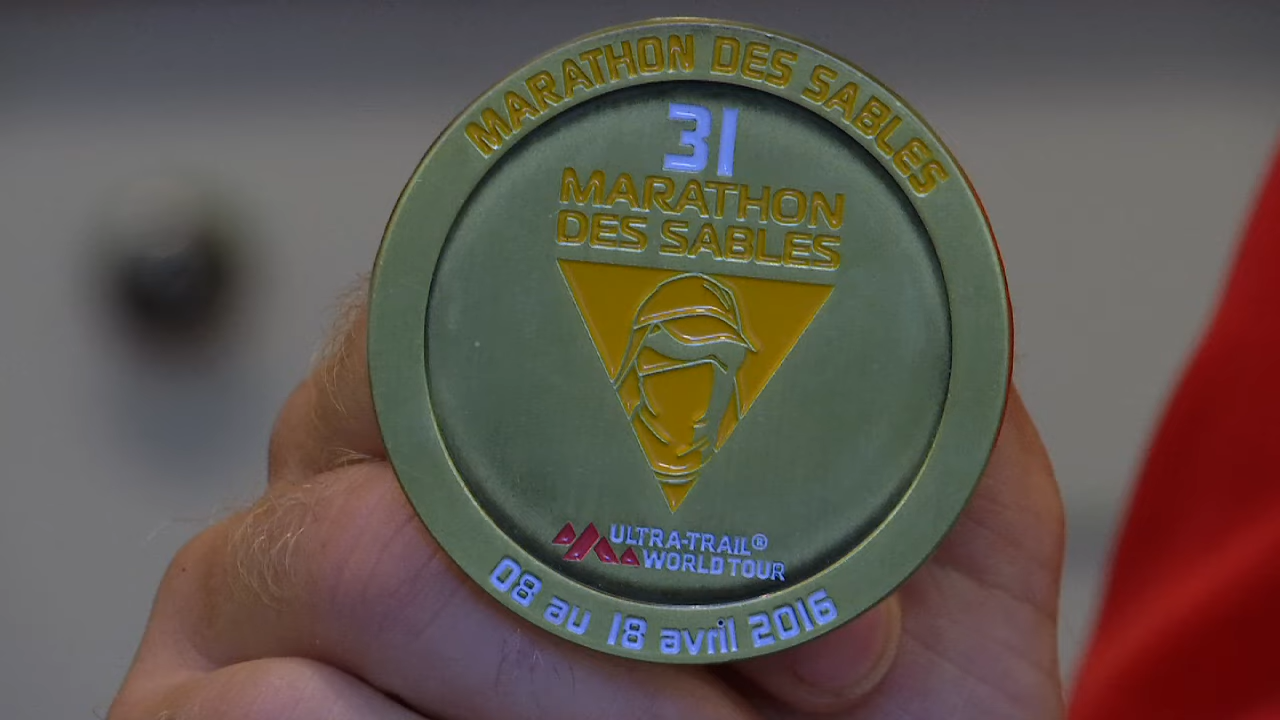 MARATHON DES SABLES
31
MARATHON
DES SABLES
ULTRA-TRAIL®
WORLD TOUR
08 au 18 avril 2016